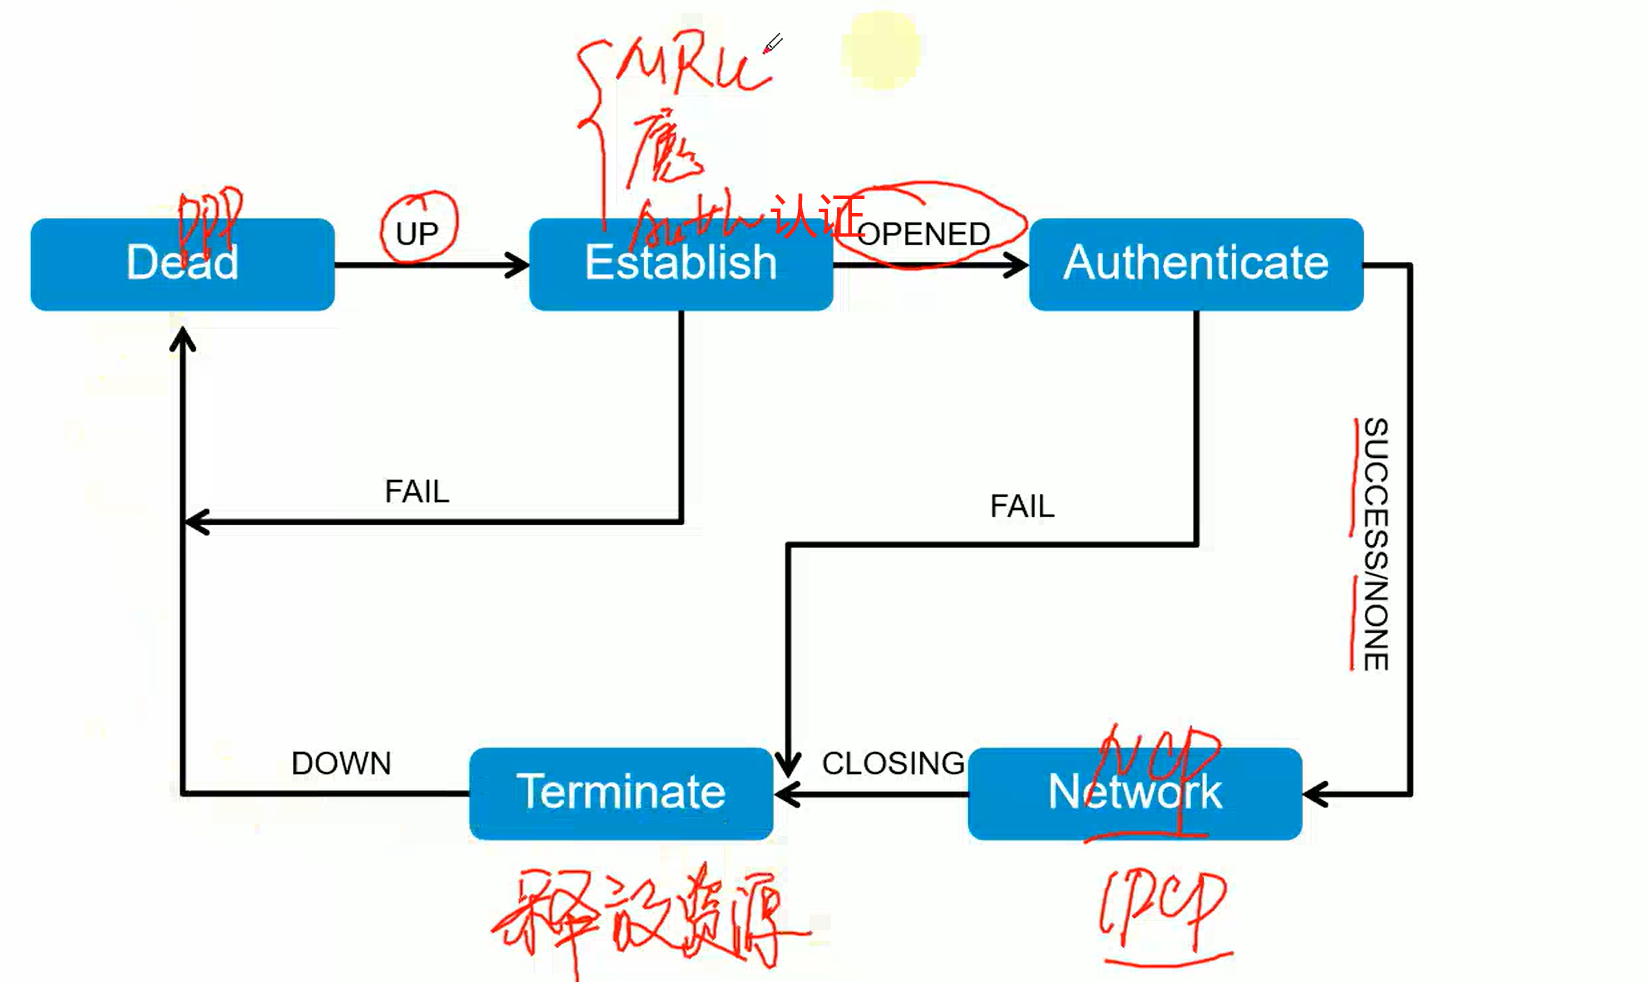 MRU
魔
Auth 认证
PPP
Dead
UP
Establish
OPENED
Authenticate
FAIL
FAIL
SUCCESS/NONE
DOWN
Terminate
CLOSING
Network
NCP
释放资源
IPCP